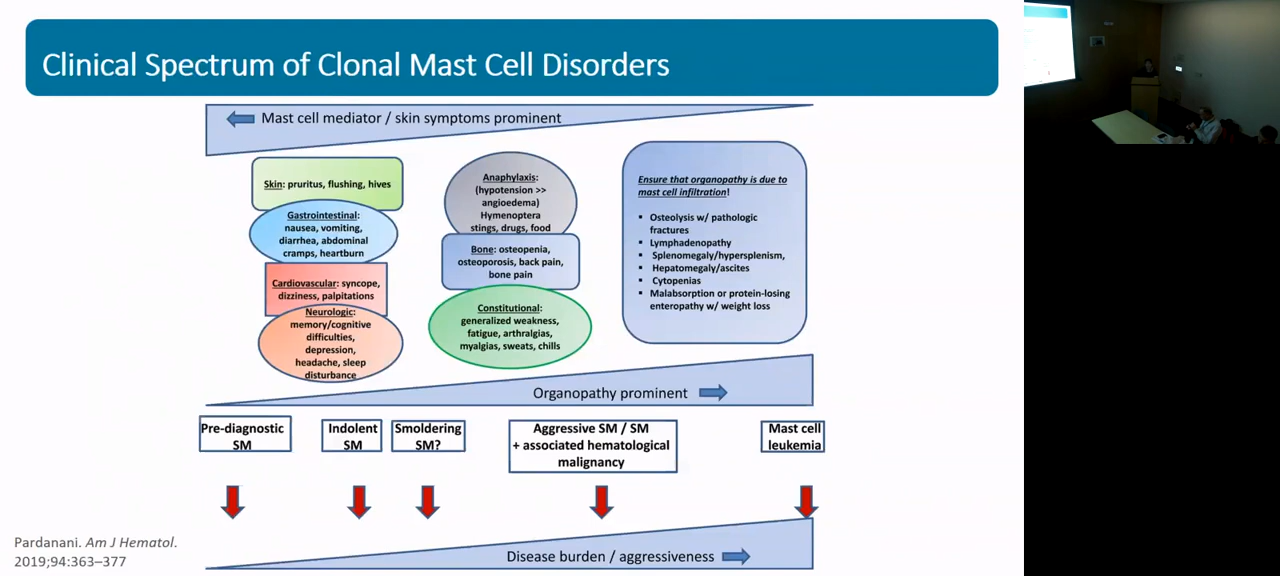 Clinical Spectrum of Clonal Mast Cell Disorders
Mast cell mediator / skin symptoms prominent
Skin: pruritus, flushing, hives
Gastrointestinal:
nausea, vomiting,
diarrhea, abdominal
cramps, heartburn
Cardiovascular: syncope,
dizziness, palpitations
Neurologic:
memory/cognitive
difficulties,
depression,
headache, sleep
disturbance
Anaphylaxis:
(hypotension >>
angioedema)
Hymenoptera
stings, drugs, food
Bone: osteopenia,
osteoporosis, back pain,
bone pain
Constitutional:
generalized weakness,
fatigue, arthralgias,
myalgias, sweats, chills
Ensure that organopathy is due to
mast cell infiltration!
▪ Osteolysis w/ pathologic
fractures
▪ Lymphadenopathy
▪ Splenomegaly/hypersplenism,
▪ Hepatomegaly/ascites
▪ Cytopenias
▪ Malabsorption or protein-losing
enteropathy w/ weight loss
Organopathy prominent
Pre-diagnostic
SM
Indolent
SM
Smoldering
SM?
Aggressive SM / SM
+ associated hematological
malignancy
Mast cell
leukemia
Disease burden / aggressiveness
Pardanani. Am J Hematol.
2019;94:363–377